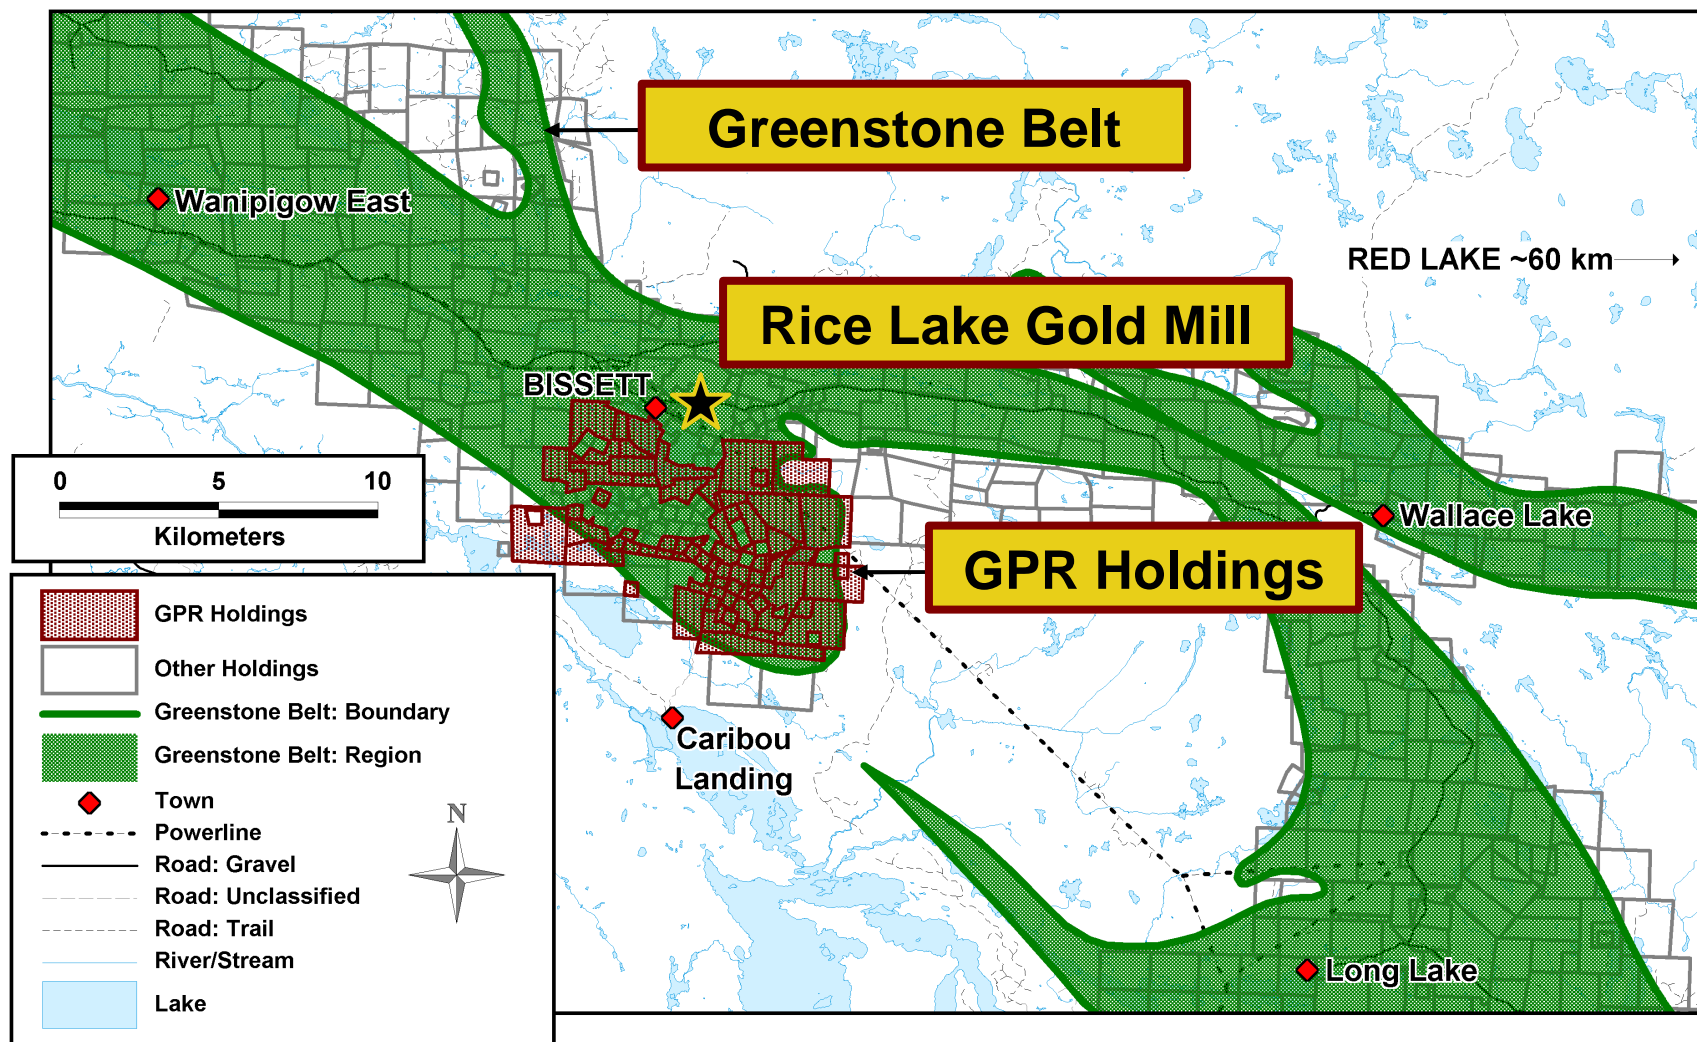 Greenstone Belt
Wanipigow East
RED LAKE ~60 km
Rice Lake Gold Mill
BISSETT
0 5 10
Kilometers
Wallace Lake
GPR Holdings
GPR Holdings
Other Holdings
Greenstone Belt: Boundary
Greenstone Belt: Region
Town
Powerline
Road: Gravel
Road: Unclassified
Road: Trail
River/Stream
Lake
N
Caribou
Landing
Long Lake